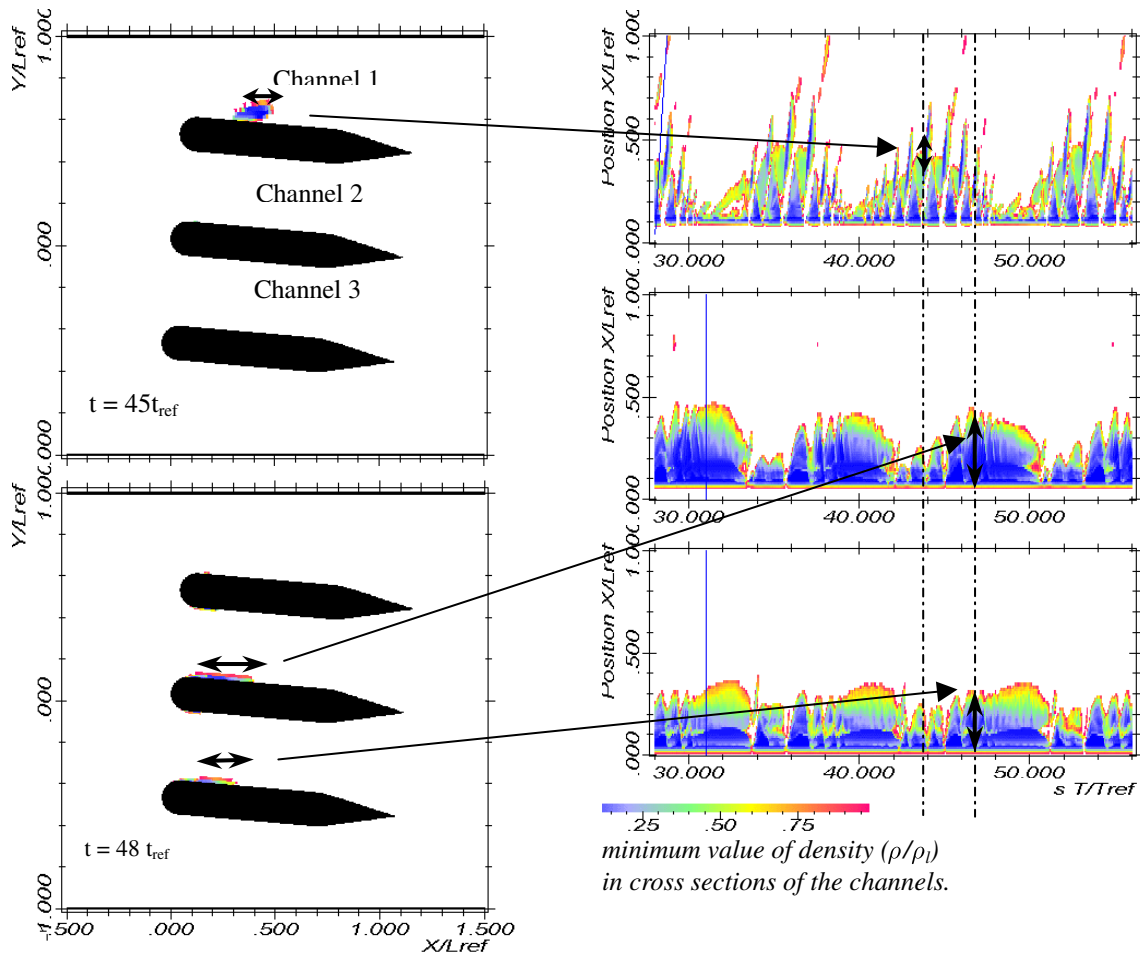 Y/Lref
1.000
.000
Channel 1
Channel 2
Channel 3
t = 45tref
Y/Lref
1.000
.000
-1.000
t = 48 tref
-.500 .000 .500 1.000 1.500
X/Lref
Position X/Lref
.500
.000
30.000 40.000 50.000
Position X/Lref
1.000
.500
.000
30.000 40.000 50.000
Position X/Lref
1.000
.500
.000
30.000 40.000 50.000
s T/Tref
.25 .50 .75
minimum value of density (ρ/ρl)
in cross sections of the channels.